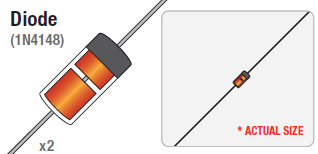 Diode
(1N4148)
x2
* ACTUAL SIZE